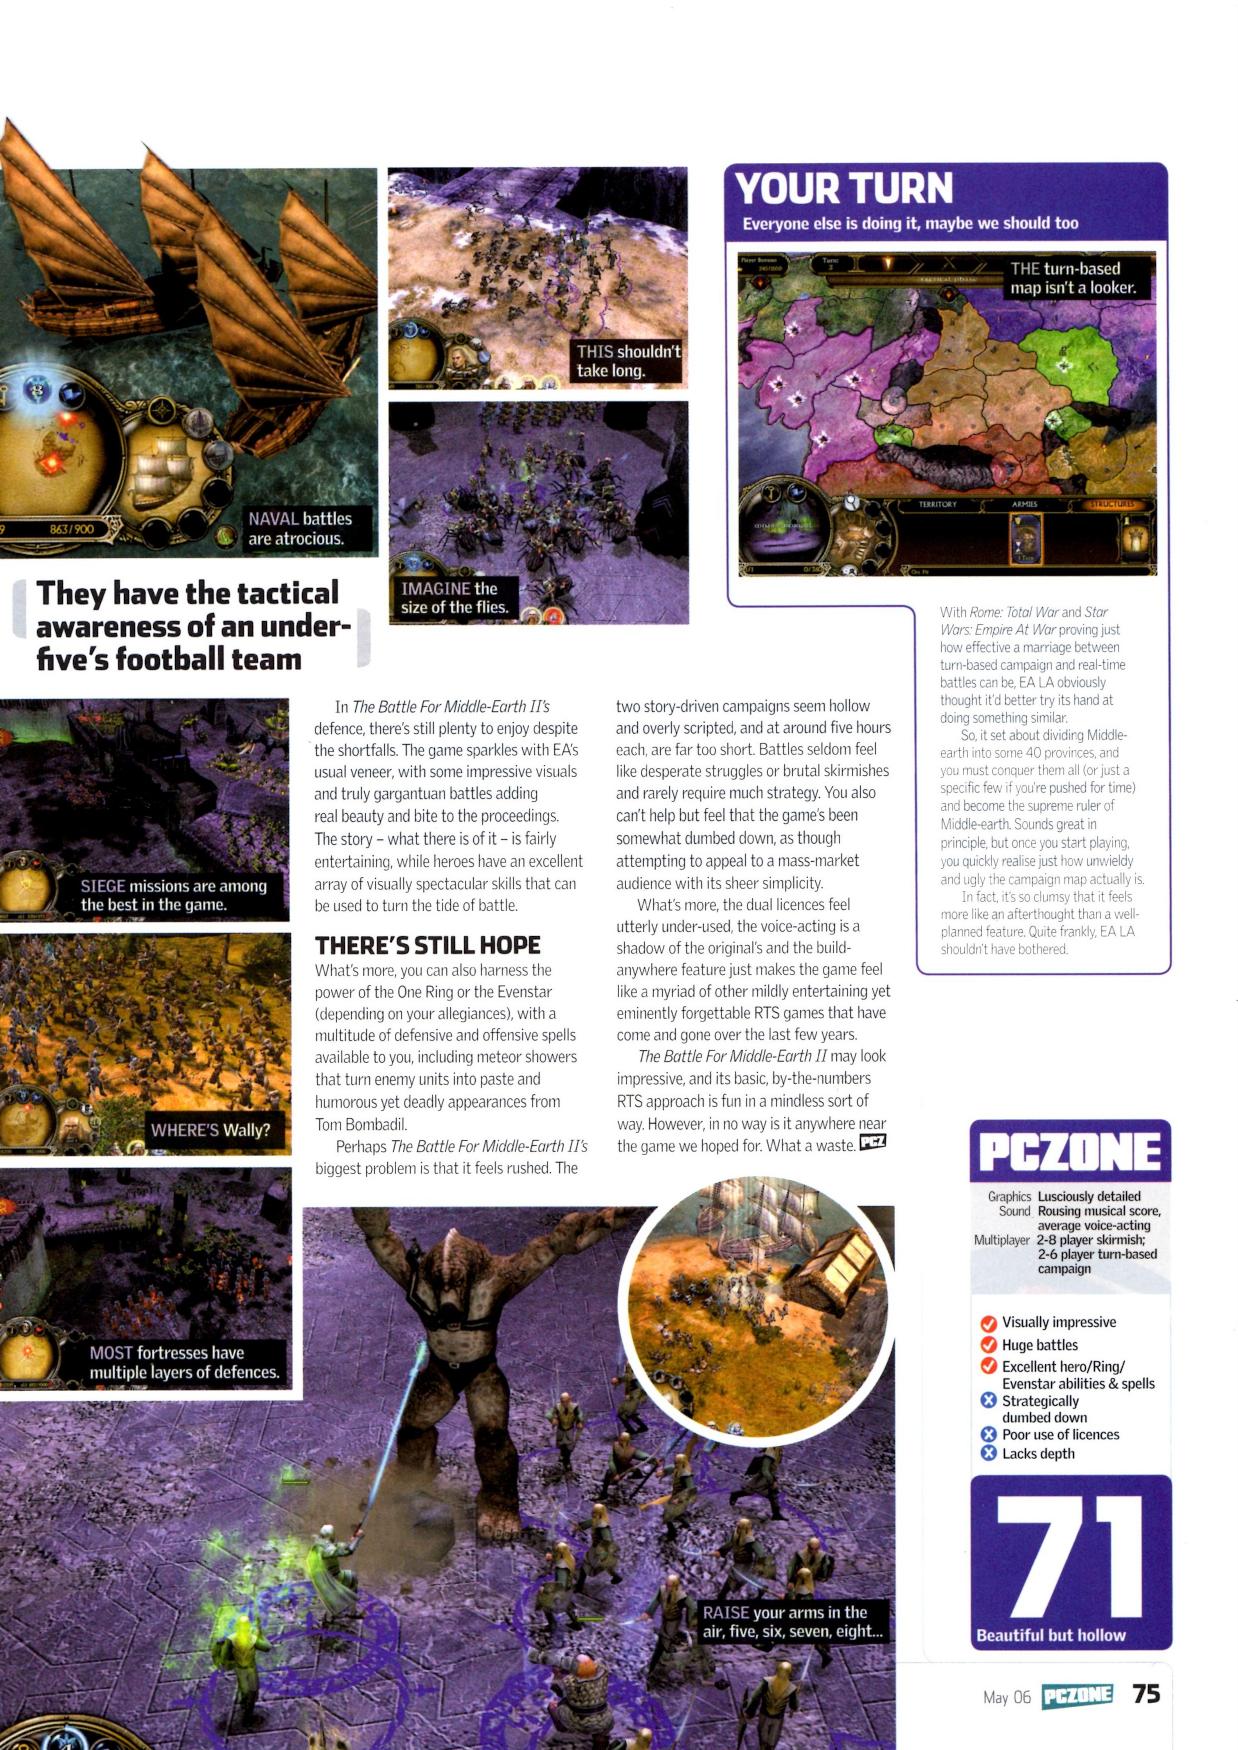 YOUR TURN
Everyone else is doing it, maybe we should too
THE turn-based
map isn't a looker.
THIS shouldn't
take long.
NAVAL battles
are atrocious.
863/900
IMAGINE the
size of the flies.
TERRITORY
ARMIES
STRUCTURES
They have the tactical
awareness of an under-
five's football team
SIEGE missions are among
the best in the game.
WHERE'S Wally?
MOST fortresses have
multiple layers of defences.
In The Battle For Middle-Earth II's
defence, there's still plenty to enjoy despite
the shortfalls. The game sparkles with EA's
usual veneer, with some impressive visuals
and truly gargantuan battles adding
real beauty and bite to the proceedings.
The story – what there is of it – is fairly
entertaining, while heroes have an excellent
array of visually spectacular skills that can
be used to turn the tide of battle.
THERE'S STILL HOPE
What's more, you can also harness the
power of the One Ring or the Evenstar
(depending on your allegiances), with a
multitude of defensive and offensive spells
available to you, including meteor showers
that turn enemy units into paste and
humorous yet deadly appearances from
Tom Bombadil.
Perhaps The Battle For Middle-Earth II's
biggest problem is that it feels rushed. The
two story-driven campaigns seem hollow
and overly scripted, and at around five hours
each, are far too short. Battles seldom feel
like desperate struggles or brutal skirmishes
and rarely require much strategy. You also
can't help but feel that the game's been
somewhat dumbed down, as though
attempting to appeal to a mass-market
audience with its sheer simplicity.
What's more, the dual licences feel
utterly under-used, the voice-acting is a
shadow of the original's and the build-
anywhere feature just makes the game feel
like a myriad of other mildly entertaining yet
eminently forgettable RTS games that have
come and gone over the last few years.
The Battle For Middle-Earth II may look
impressive, and its basic, by-the-numbers
RTS approach is fun in a mindless sort of
way. However, in no way is it anywhere near
the game we hoped for. What a waste. PCZ
With Rome: Total War and Star
Wars: Empire At War proving just
how effective a marriage between
turn-based campaign and real-time
battles can be, EA LA obviously
thought it'd better try its hand at
doing something similar.
So, it set about dividing Middle-
earth into some 40 provinces, and
you must conquer them all (or just a
specific few if you're pushed for time)
and become the supreme ruler of
Middle-earth. Sounds great in
principle, but once you start playing,
you quickly realise just how unwieldy
and ugly the campaign map actually is.
In fact, it's so clumsy that it feels
more like an afterthought than a well-
planned feature. Quite frankly, EA LA
shouldn't have bothered.
RAISE your arms in the
air, five, six, seven, eight...
PCZONE
Graphics Lusciously detailed
Sound Rousing musical score,
average voice-acting
Multiplayer 2-8 player skirmish;
2-6 player turn-based
campaign
Visually impressive
Huge battles
Excellent hero/Ring/
Evenstar abilities & spells
Strategically
dumbed down
Poor use of licences
Lacks depth
71
Beautiful but hollow
May 06 PCZONE 75